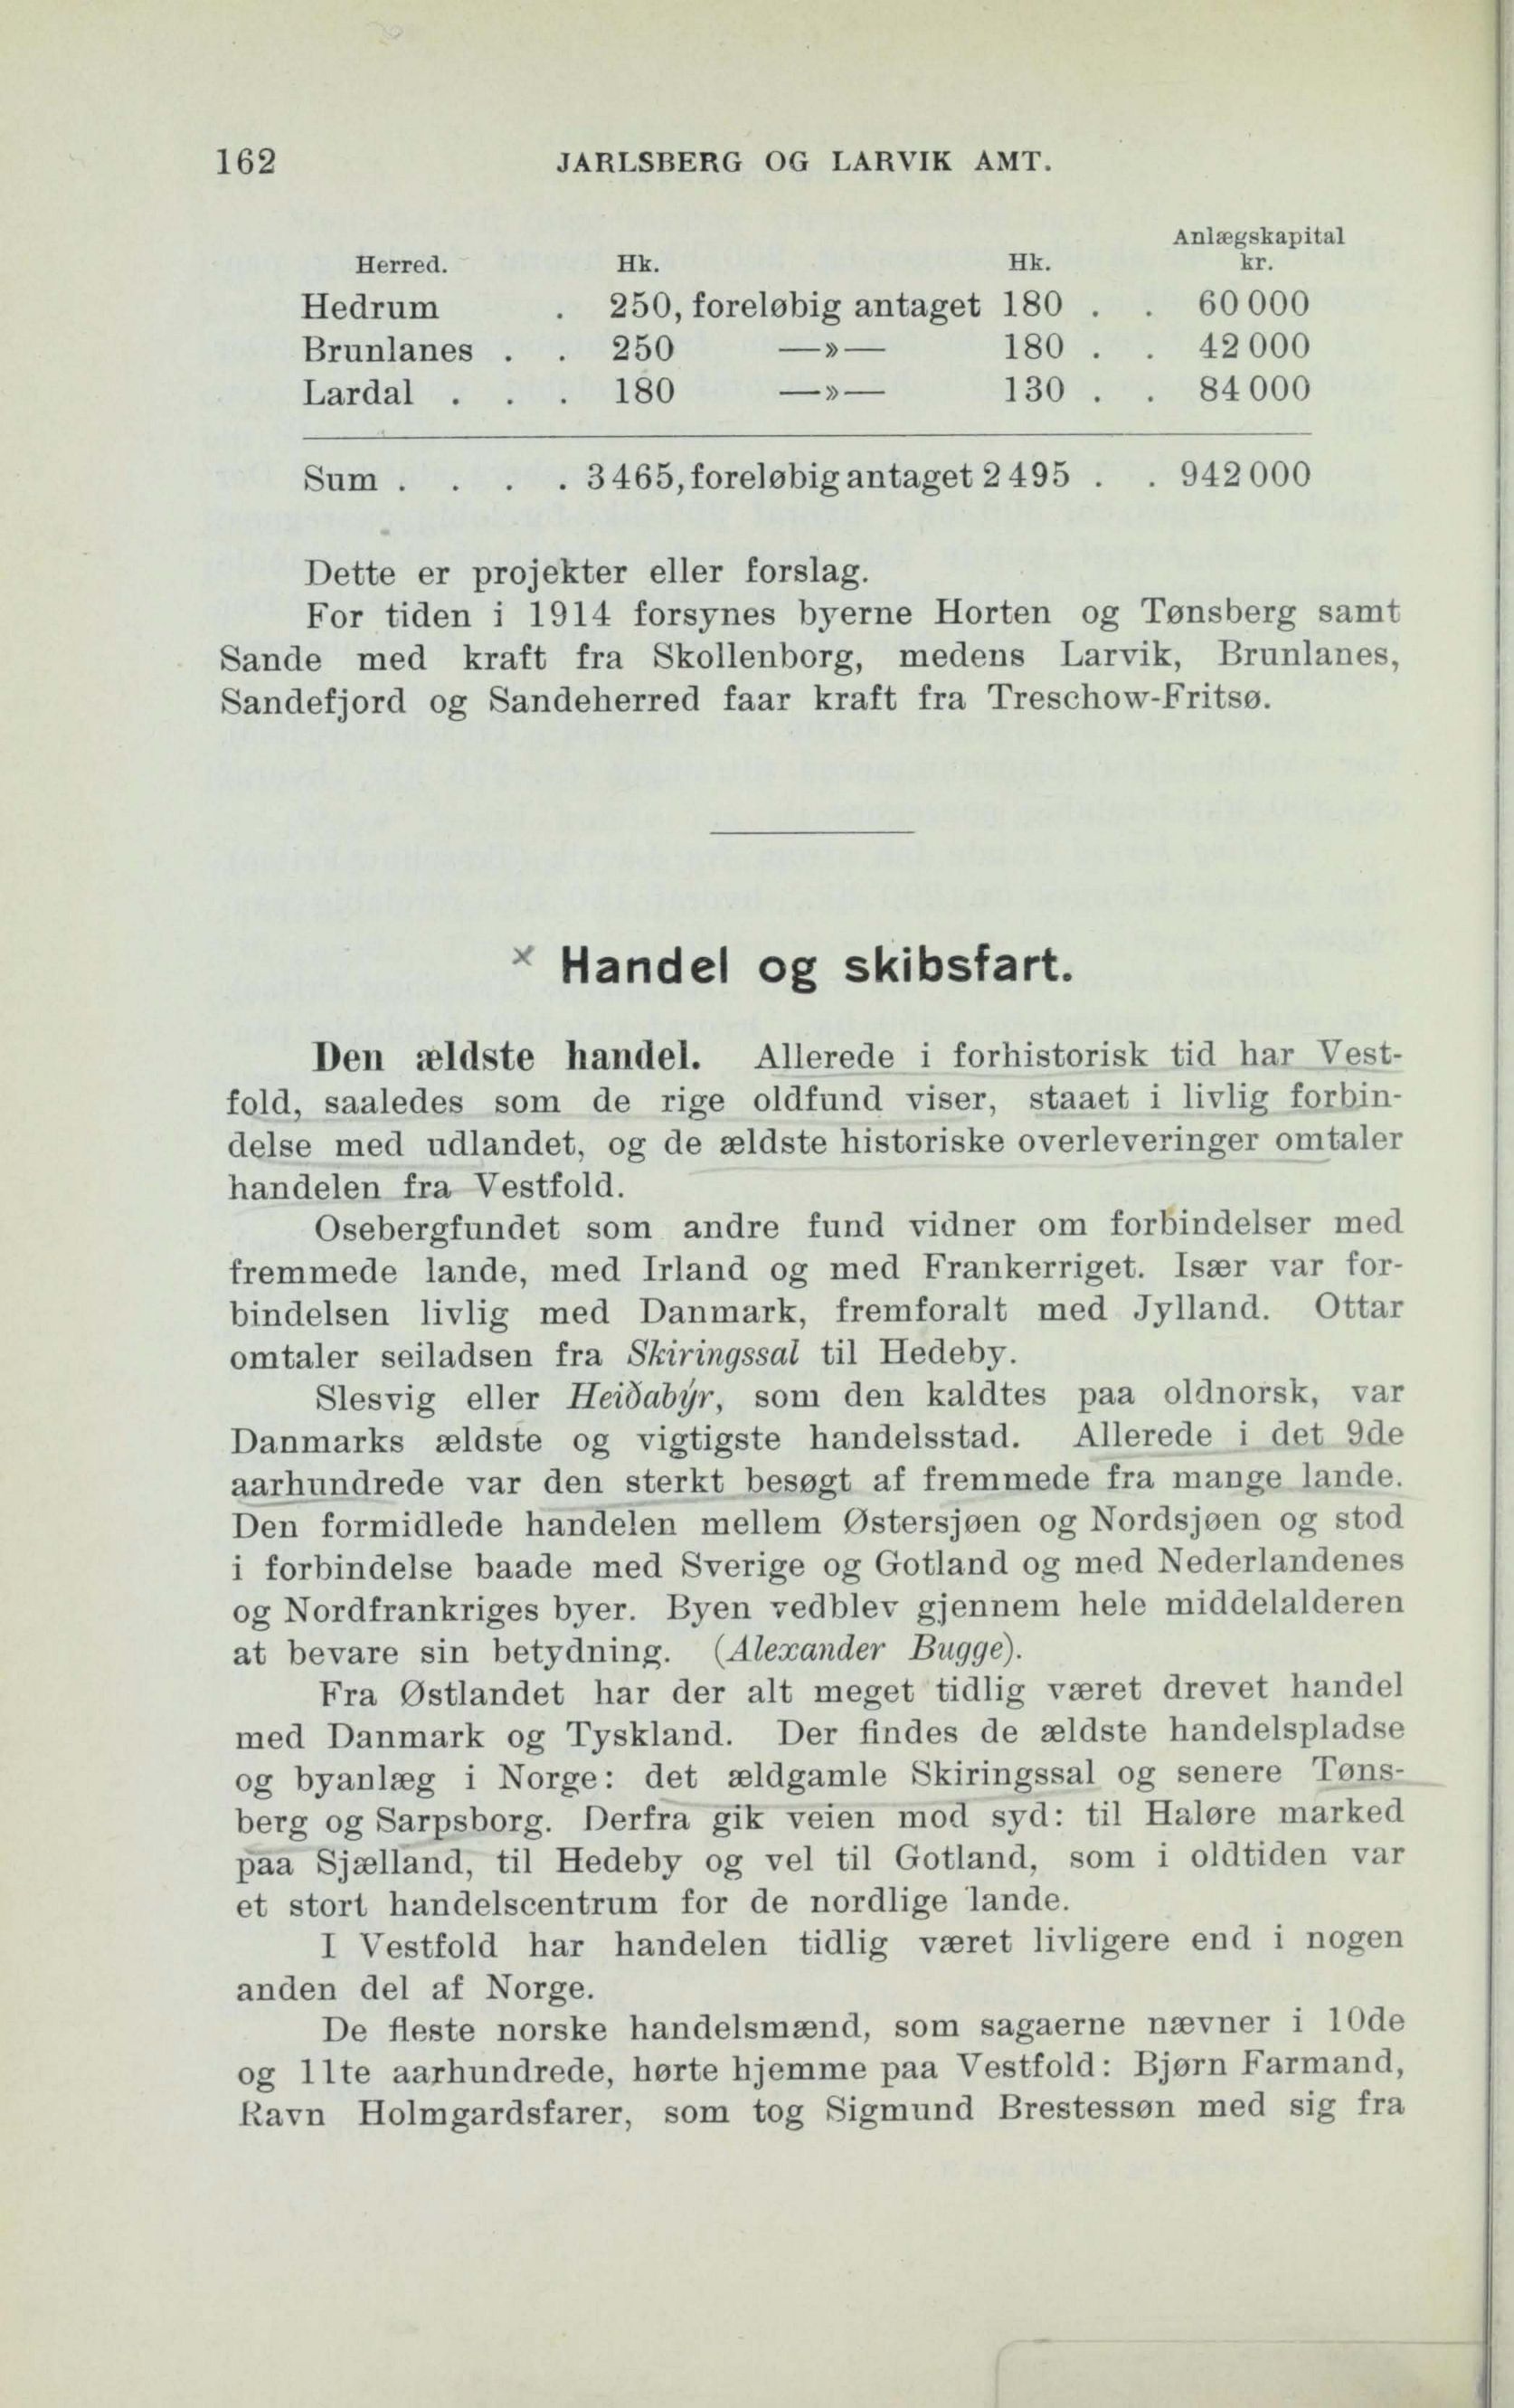 162 JARLSBERG OG LARVIK AMT.
Anlægskapital
Herred. Hk. Hk. kr.
Hedrum . 250, foreløbig antaget 180 . . 60 000
Brunlanes . . 250 —»— 180 . . 42 000
Lardal . . . 180 —»— 130 . . 84 000
Sum . . . . 3 465, foreløbig antaget 2 495 . . 942 000
Dette er projekter eller forslag.
For tiden i 1914 forsynes byerne Horten og Tønsberg samt
Sande med kraft fra Skollenborg, medens Larvik, Brunlanes,
Sandefjord og Sandeherred faar kraft fra Treschow-Fritsø.
× Handel og skibsfart.
Den ældste handel. Allerede i forhistorisk tid har Vest-
fold, saaledes som de rige oldfund viser, staaet i livlig forbin-
delse med udlandet, og de ældste historiske overleveringer omtaler
handelen fra Vestfold.
Osebergfundet som andre fund vidner om forbindelser med
fremmede lande, med Irland og med Frankerriget. Især var for-
bindelsen livlig med Danmark, fremforalt med Jylland. Ottar
omtaler seiladsen fra Skiringssal til Hedeby.
Slesvig eller Heiðabýr, som den kaldtes paa oldnorsk, var
Danmarks ældste og vigtigste handelsstad. Allerede i det 9de
aarhundrede var den sterkt besøgt af fremmede fra mange lande.
Den formidlede handelen mellem Østersjøen og Nordsjøen og stod
i forbindelse baade med Sverige og Gotland og med Nederlandenes
og Nordfrankriges byer. Byen vedblev gjennem hele middelalderen
at bevare sin betydning. (Alexander Bugge).
Fra Østlandet har der alt meget tidlig været drevet handel
med Danmark og Tyskland. Der findes de ældste handelspladse
og byanlæg i Norge: det ældgamle Skiringssal og senere Tøns-
berg og Sarpsborg. Derfra gik veien mod syd: til Haløre marked
paa Sjælland, til Hedeby og vel til Gotland, som i oldtiden var
et stort handelscentrum for de nordlige lande.
I Vestfold har handelen tidlig været livligere end i nogen
anden del af Norge.
De fleste norske handelsmænd, som sagaerne nævner i 10de
og 11te aarhundrede, hørte hjemme paa Vestfold: Bjørn Farmand,
Ravn Holmgardsfarer, som tog Sigmund Brestessøn med sig fra